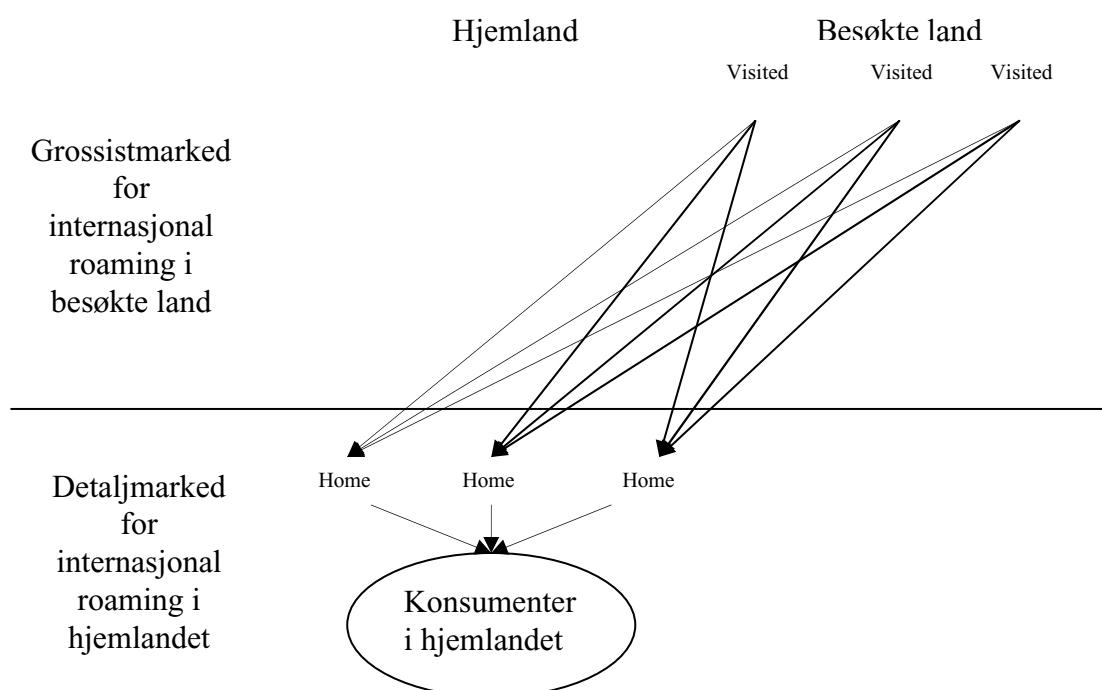 Hjemland
Besøkte land
Visited
Visited
Visited
Grossistmarked
for
internasjonal
roaming i
besøkte land
Home
Home
Home
Detaljmarked
for
internasjonal
roaming i
hjemlandet
Konsumenter
i hjemlandet